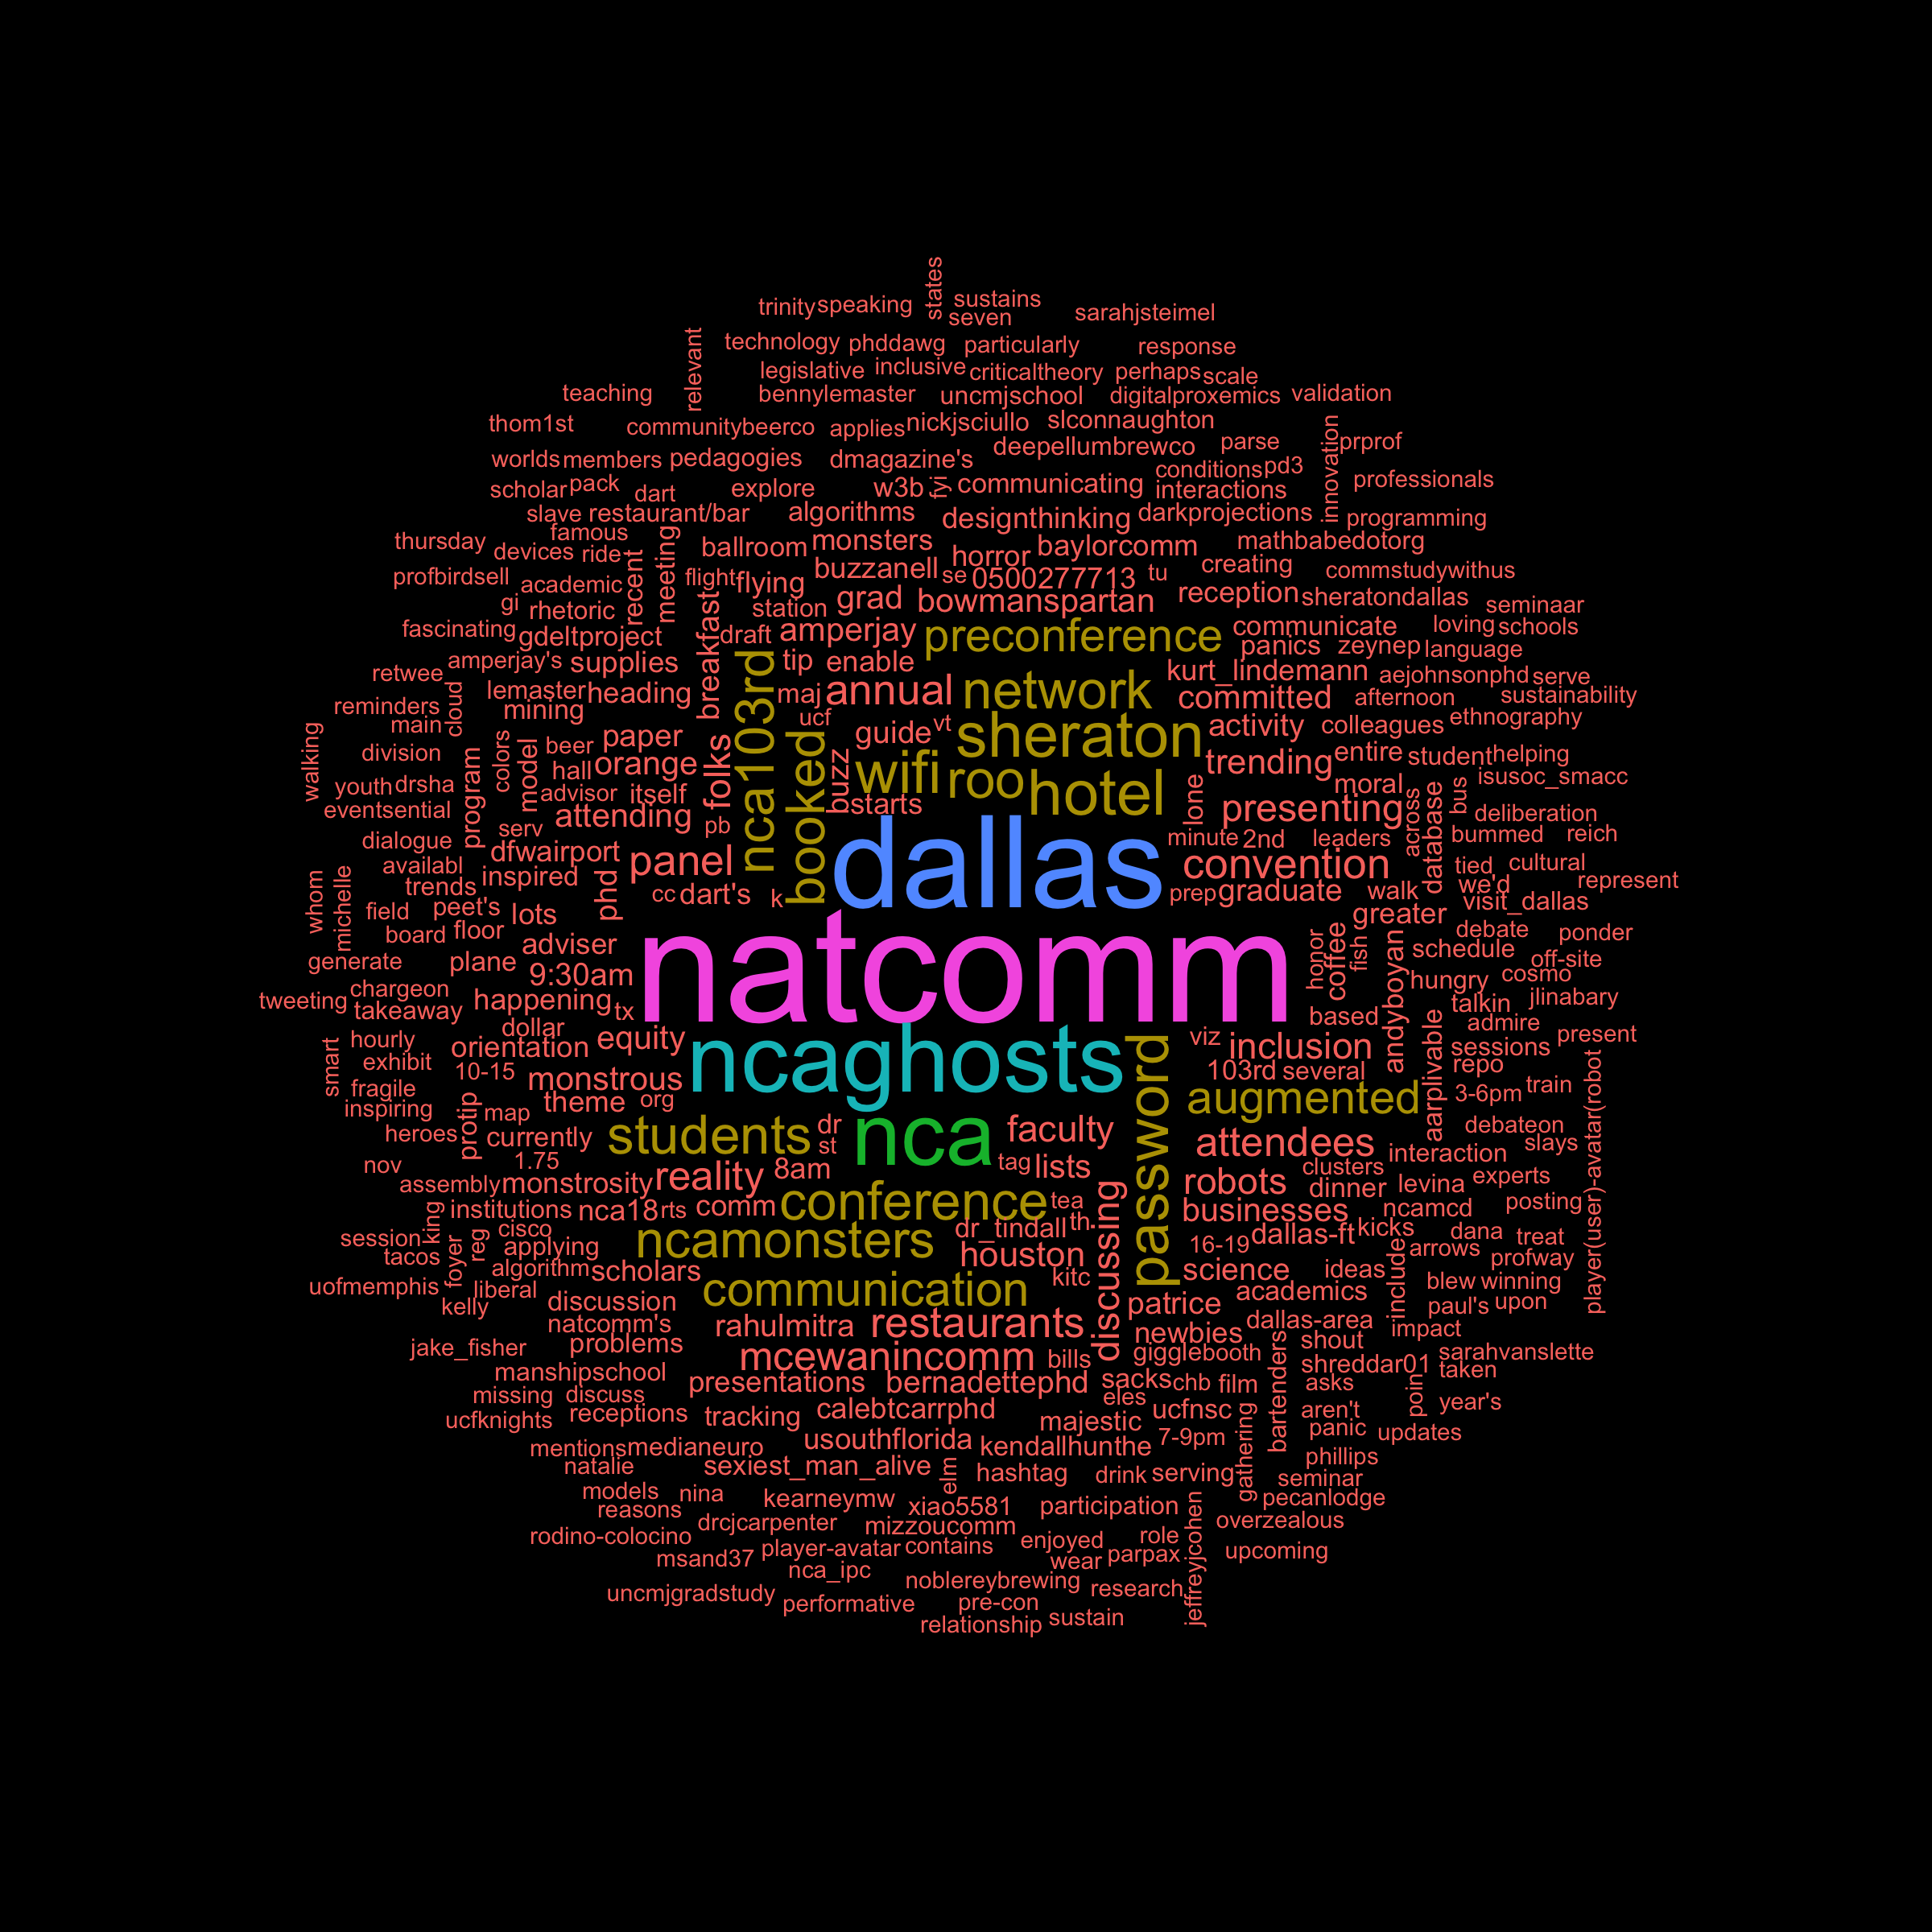 states
trinity speaking sustains
seven sarahjsteimel
technology phddawg particularly response
relevant
legislative inclusive criticaltheory perhaps scale
teaching bennylemaster uncmjschool digitalproxemics validation
thom1st communitybeerco applies nickjsciullo slconnaughton
deepellumbrewco parse innovation prprof
worlds members pedagogies dmagazine's conditions pd3
scholar pack dart explore w3b fyi communicating interactions professionals
slave restaurant/bar algorithms designthinking darkprojections programming
famous
thursday devices ride recent meeting ballroom monsters horror baylorcomm mathbabedotorg
profbirdsell academic flight flying buzzanell se 0500277713 tu creating commstudywithus
gi rhetoric station grad bowmanspartan reception sheratondallas seminaar
fascinating gdeltproject breakfast draft amperjay preconference communicate loving schools
retwee amperjay's supplies nca103rd tip enable panics zeynep language
kurt_lindemann aejohnsonphd serve
reminders cloud lemaster heading maj annual network committed afternoon sustainability
main mining ucf vt
walking division colors model beer paper folks booked buzz guide sheraton activity colleagues ethnography
youth drsha program hall orange wifi roo hotel trending entire student helping
advisor itself lone moral database bus isusoc_smacc
eventsential attending pb starts presenting across deliberation
dialogue serv minute 2nd leaders bummed reich
availabl dfwairport panel dallas convention tied cultural
trends inspired phd cc dart's k prep graduate walk we'd represent
whom michelle field peet's lots greater visit_dallas
board floor adviser natcomm honor coffee fish andyboyan schedule debate ponder
generate plane 9:30am hungry off-site
chargeon cosmo
tweeting takeaway happening tx based talkin jlinabary
smart hourly dollar equity ncaghosts password viz inclusion aarplivable admire present
exhibit orientation sessions player(user)-avatar(robot
fragile 10-15 monstrous 103rd several repo
inspiring protip map theme org augmented 3-6pm train
heroes currently students dr nca faculty attendees debateon
st interaction slays
nov 1.75 reality 8am tag lists clusters experts
assembly monstrosity discussing robots dinner levina
king institutions nca18 rts comm conference tea businesses ncamcd posting
session foyer reg cisco dr_tindall th dallas-ft kicks dana treat
tacos applying ncamonsters houston 16-19 include arrows profway
uofmemphis algorithm scholars kitc science ideas blew winning
liberal communication academics
kelly discussion patrice paul's upon
natcomm's rahulmitra restaurants newbies dallas-area impact
jake_fisher problems mcewanincomm bills gigglebooth bartenders shout sarahvanslette
manshipschool presentations bernadettephd sacks chb film shreddar01 taken
missing discuss eles asks poin year's
ucfknights receptions tracking calebtcarrphd majestic ucfnsc gathering aren't
panic updates
mentions medianeuro usouthflorida kendallhunthe 7-9pm phillips
natalie sexiest_man_alive elm hashtag drink serving seminar
models nina kearneymw xiao5581 participation jeffreyjcohen pecanlodge
reasons drcjcarpenter mizzoucomm overzealous
rodino-colocino player-avatar contains enjoyed role
msand37 wear parpax upcoming
nca_ipc noblereybrewing research
uncmjgradstudy performative pre-con
relationship sustain